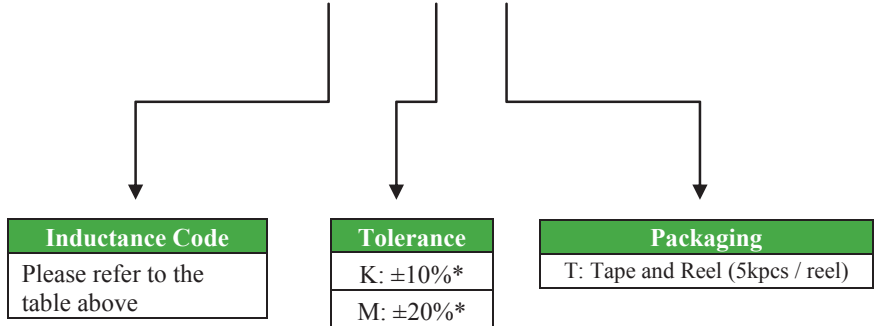 Inductance Code
Please refer to the
table above
Tolerance
K: ±10%*
M: ±20%*
Packaging
T: Tape and Reel (5kpcs / reel)